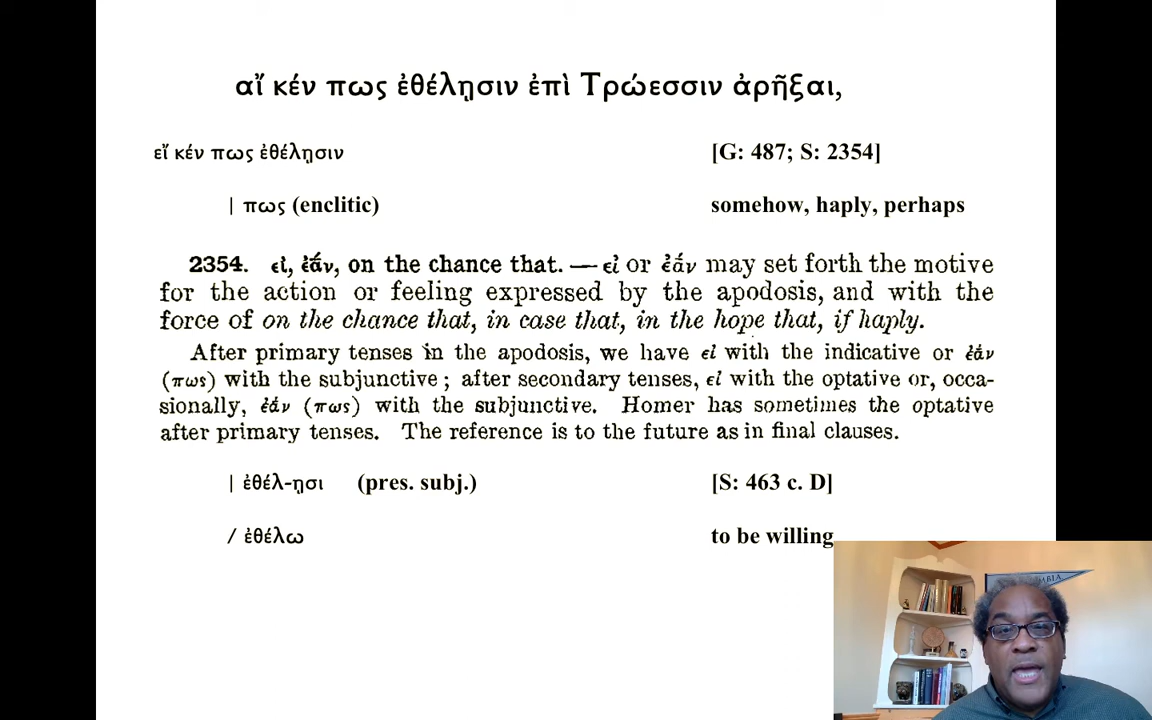 αἴ κέν πως ἐθέλῃσιν ἐπὶ Τρώεσσιν ἀρῆξαι,
εἴ κέν πως ἐθέλῃσιν [G: 487; S: 2354]
| πως (enclitic) somehow, haply, perhaps
2354. εἰ, ἐά̄ν, on the chance that. — εἰ or ἐά̄ν may set forth the motive
for the action or feeling expressed by the apodosis, and with the
force of on the chance that, in case that, in the hope that, if haply.
After primary tenses in the apodosis, we have εἰ with the indicative or ἐά̄ν
(πως) with the subjunctive ; after secondary tenses, εἰ with the optative or, occa-
sionally, ἐά̄ν (πως) with the subjunctive. Homer has sometimes the optative
after primary tenses. The reference is to the future as in final clauses.
| ἐθέλ-ησι (pres. subj.) [S: 463 c. D]
/ ἐθέλω to be willing